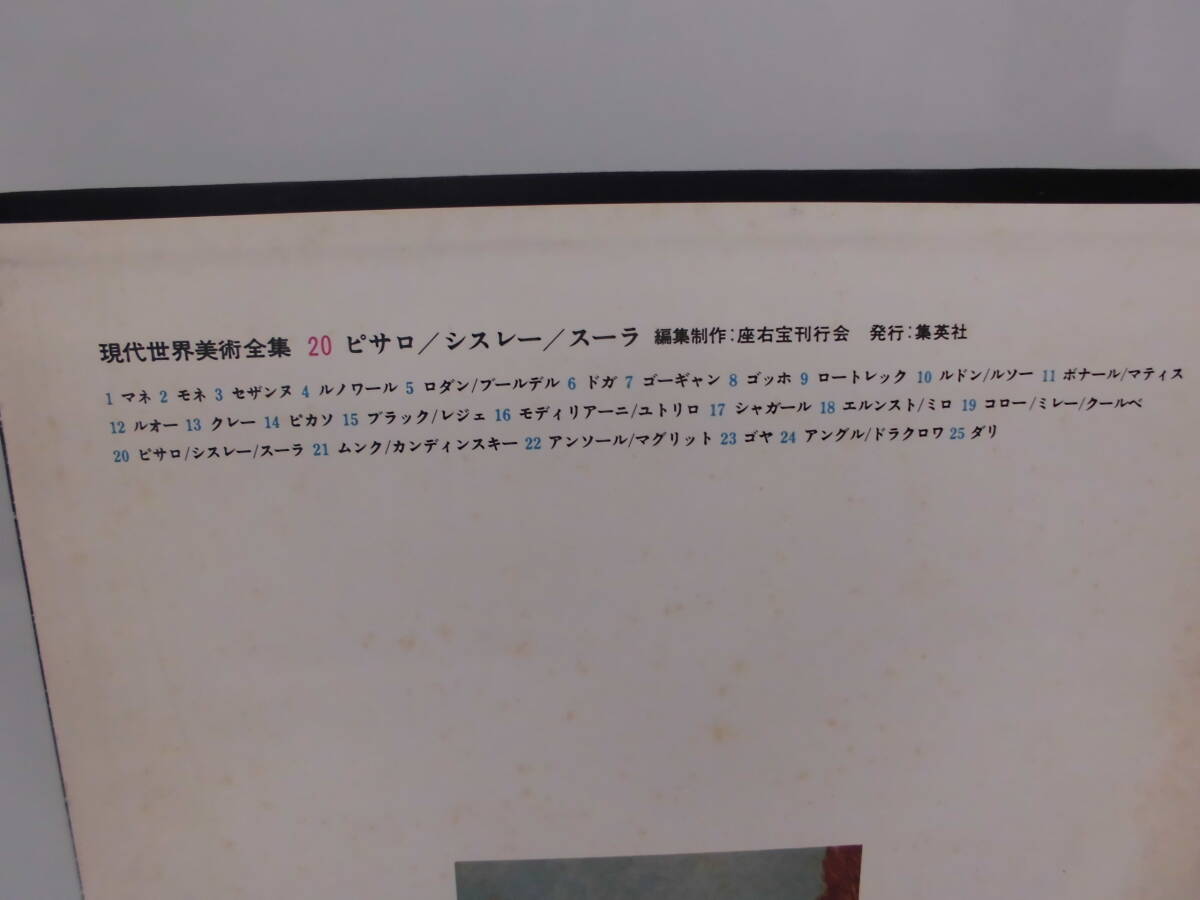 現代世界美術全集 20 ピサロ/シスレー/スーラ 編集制作:座右宝刊行会 発行:集英社
1 マネ 2 モネ 3 セザンヌ 4 ルノワール 5 ロダン/ブールデル 6 ドガ 7 ゴーギャン 8 ゴッホ 9 ロートレック 10 ルドン/ルソー 11 ボナール/マティス
12 ルオー 13 クレー 14 ピカソ 15 ブラック/レジェ 16 モディリアーニ/ユトリロ 17 シャガール 18 エルンスト/ミロ 19 コロー/ミレー/クールベ
20 ピサロ/シスレー/スーラ 21 ムンク/カンディンスキー 22 アンソール/マグリット 23 ゴヤ 24 アングル/ドラクロワ 25 ダリ